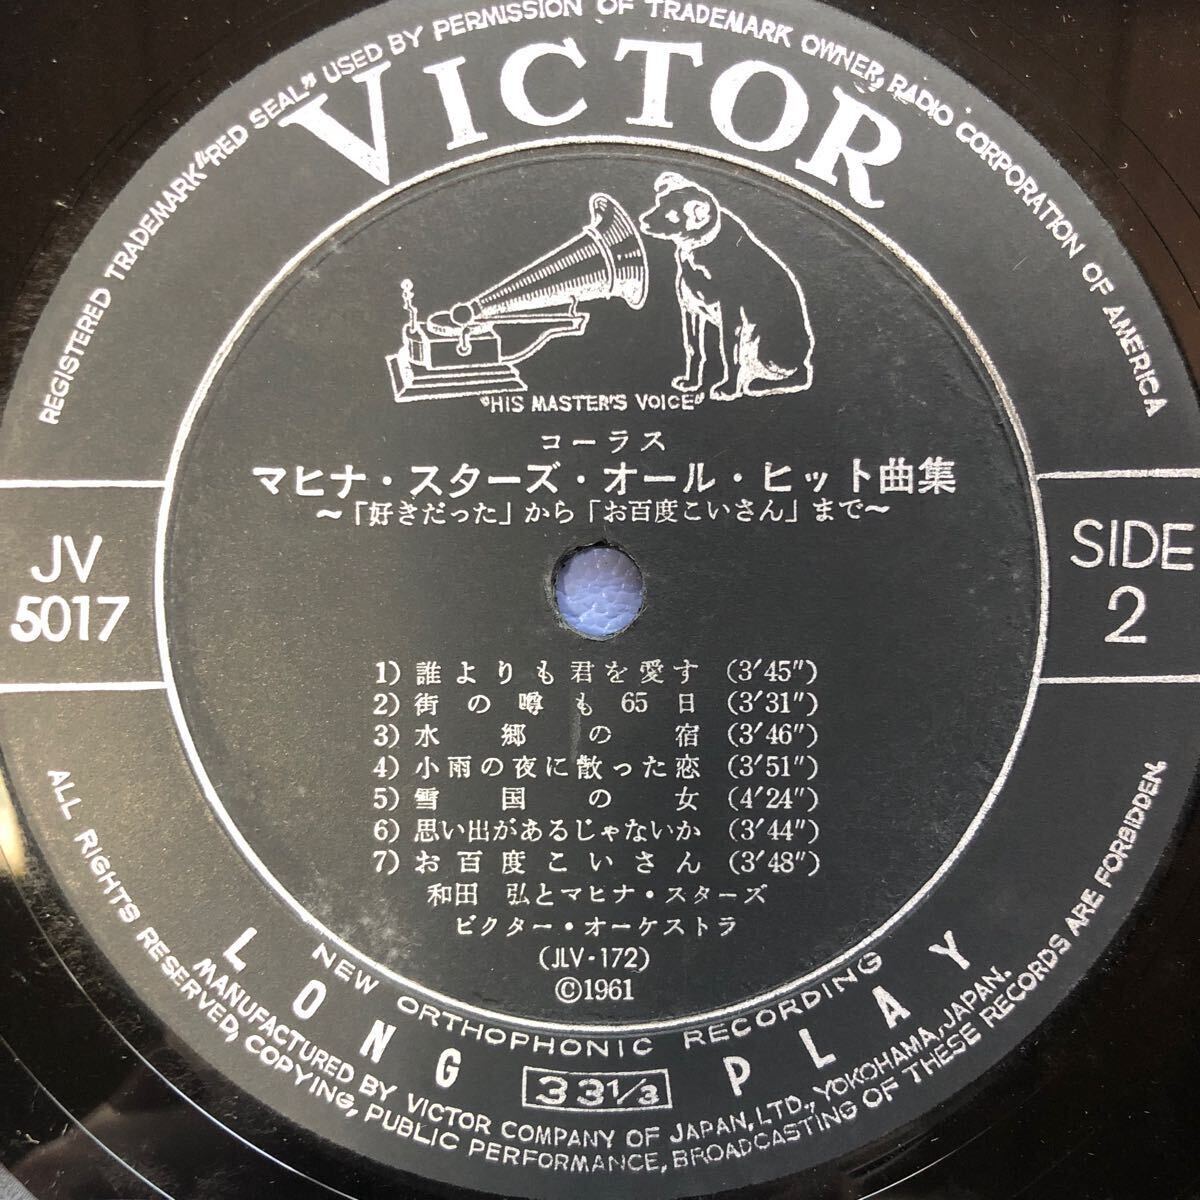 REGISTERED TRADEMARK "RED SEAL" USED BY PERMISSION OF TRADEMARK OWNER, RADIO CORPORATION OF AMERICA
VICTOR
"HIS MASTER'S VOICE"
コーラス
マヒナ・スターズ・オール・ヒット曲集
〜「好きだった」から「お百度こいさん」まで〜
JV
5017
SIDE
2
1) 誰よりも君を愛す (3′45″)
2) 街の噂も65日 (3′31″)
3) 水郷の宿 (3′46″)
4) 小雨の夜に散った恋 (3′51″)
5) 雪国の女 (4′24″)
6) 思い出があるじゃないか (3′44″)
7) お百度こいさん (3′48″)
和田 弘とマヒナ・スターズ
ビクター・オーケストラ
(JLV-172)
©1961
NEW ORTHOPHONIC RECORDING
LONG PLAY
33⅓
MANUFACTURED BY VICTOR COMPANY OF JAPAN, LTD., YOKOHAMA, JAPAN.
ALL RIGHTS RESERVED, COPYING, PUBLIC PERFORMANCE, BROADCASTING OF THESE RECORDS ARE FORBIDDEN.